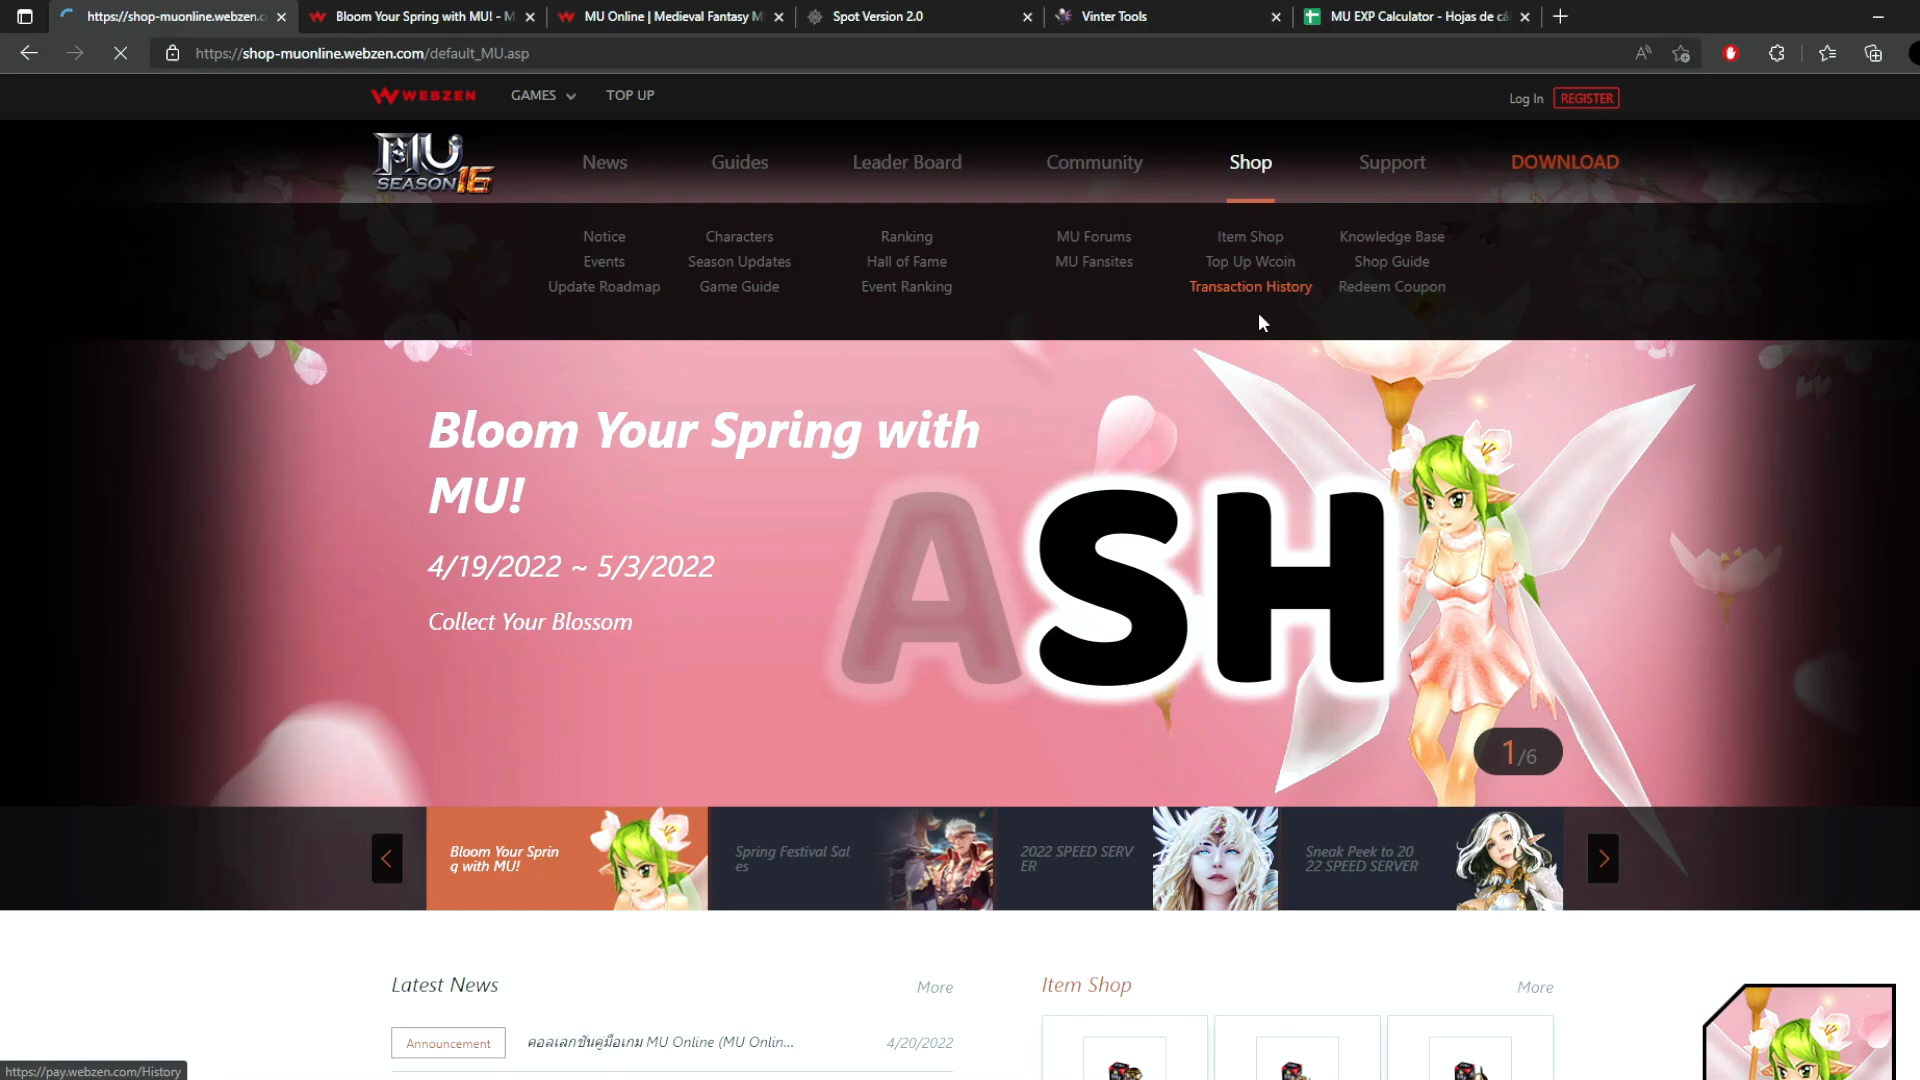 https://shop-muonline.webzen.c
Bloom Your Spring with MU! - M
MU Online | Medieval Fantasy M
Spot Version 2.0
Vinter Tools
MU EXP Calculator - Hojas de cá
https://shop-muonline.webzen.com/default_MU.asp
WEBZEN
GAMES
TOP UP
Log In
REGISTER
MU
SEASON 16
News
Guides
Leader Board
Community
Shop
Support
DOWNLOAD
Notice
Characters
Ranking
MU Forums
Item Shop
Knowledge Base
Events
Season Updates
Hall of Fame
MU Fansites
Top Up Wcoin
Shop Guide
Update Roadmap
Game Guide
Event Ranking
Transaction History
Redeem Coupon
Bloom Your Spring with
MU!
4/19/2022 ~ 5/3/2022
Collect Your Blossom
ASH
1/6
Bloom Your Sprin
g with MU!
Spring Festival Sal
es
2022 SPEED SERV
ER
Sneak Peek to 20
22 SPEED SERVER
Latest News
More
Item Shop
More
Announcement
คอลเลกชันคู่มือเกม MU Online (MU Onlin...
4/20/2022
https://pay.webzen.com/History